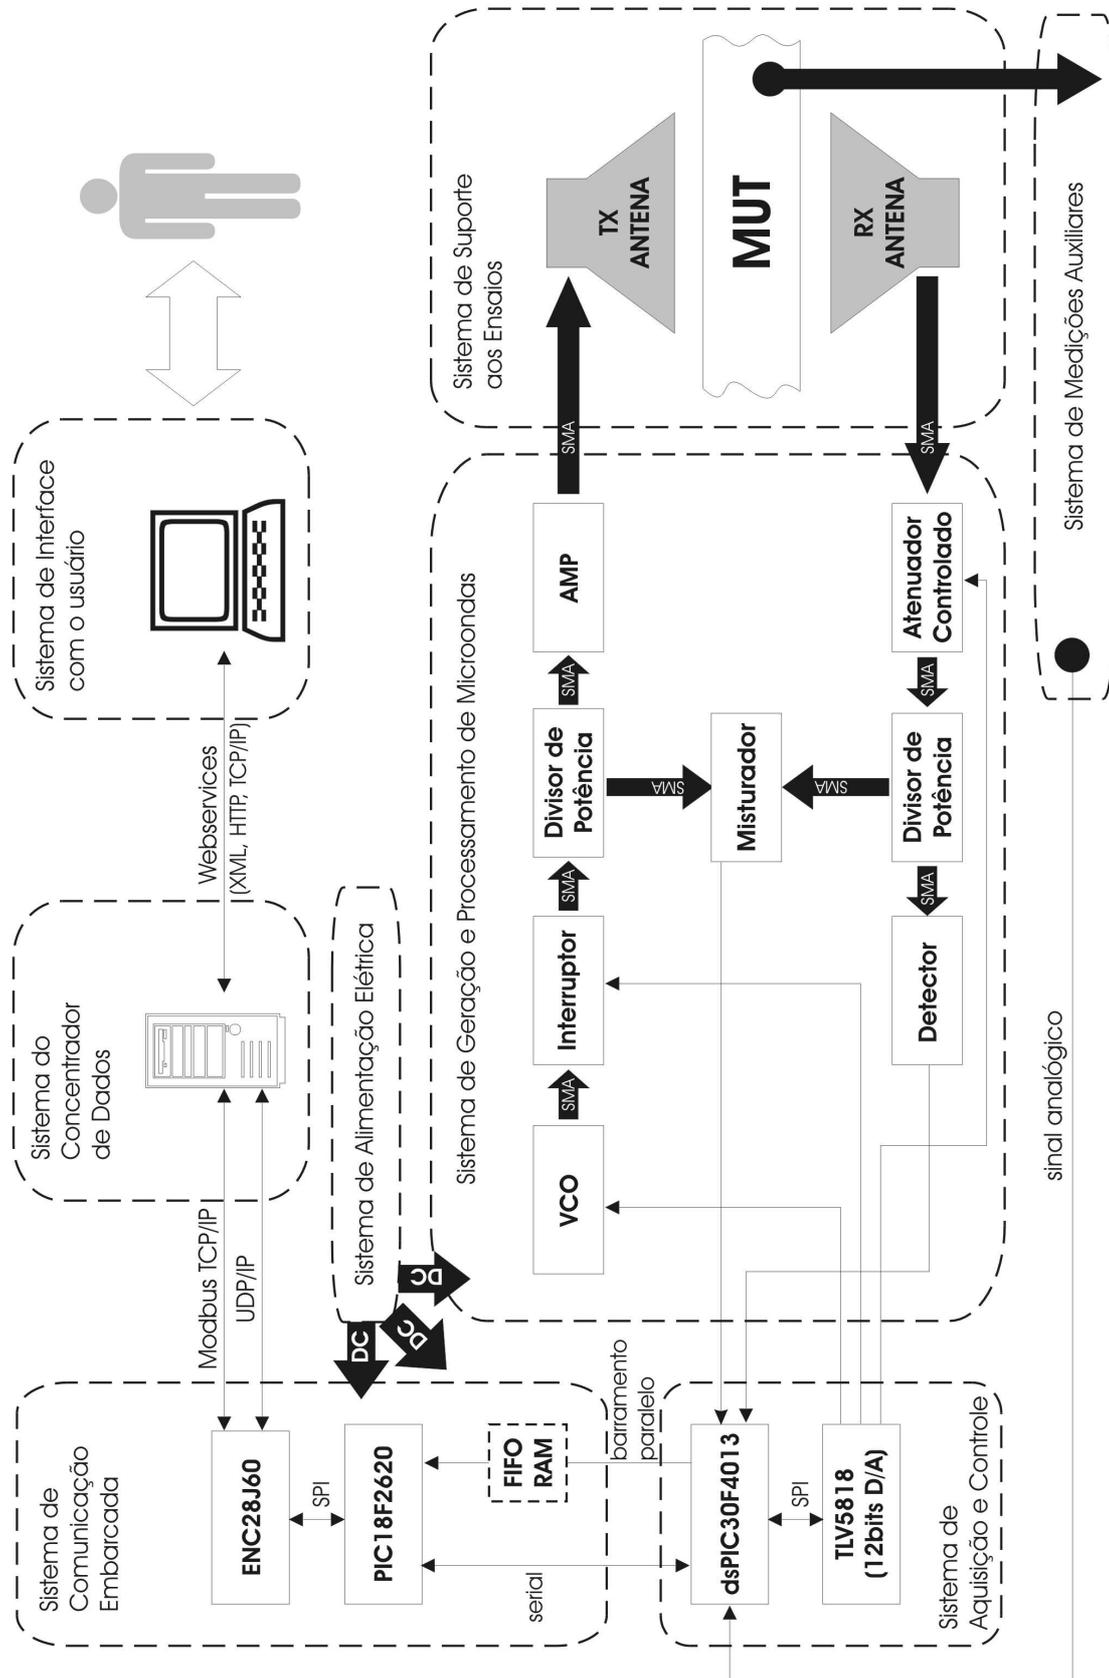 Sistema de
Comunicação
Embarcada
ENC28J60
SPI
PIC18F2620
serial
FIFO
RAM
barramento
paralelo
Modbus TCP/IP
UDP/IP
Sistema do
Concentrador
de Dados
Webservices
(XML, HTTP, TCP/IP)
Sistema de Interface
com o usuário
Sistema de Alimentação Elétrica
DC
DC
DC
Sistema de
Aquisição e Controle
dsPIC30F4013
SPI
TLV5818
(12bits D/A)
Sistema de Geração e Processamento de Microondas
VCO
SMA
Interruptor
SMA
Divisor de
Potência
SMA
AMP
SMA
SMA
Misturador
SMA
Detector
SMA
Divisor de
Potência
SMA
Atenuador
Controlado
SMA
Sistema de Suporte
aos Ensaios
TX
ANTENA
MUT
RX
ANTENA
sinal analógico
Sistema de Medições Auxiliares